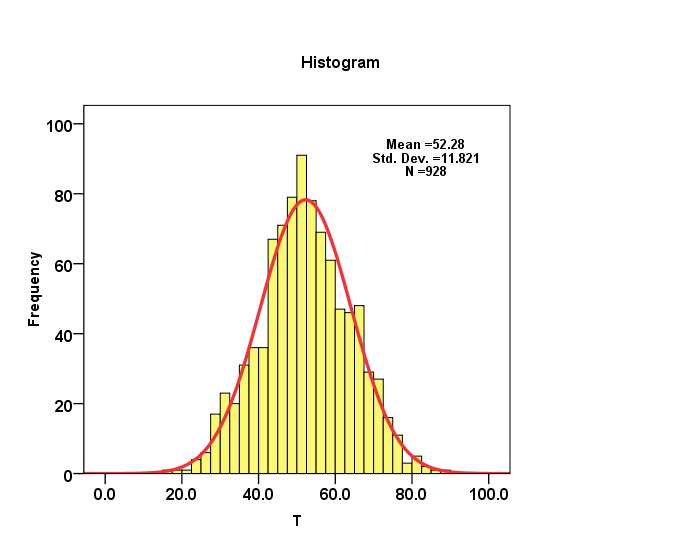 Histogram
Mean =52.28
Std. Dev. =11.821
N =928
100
80
60
40
20
0
Frequency
0.0 20.0 40.0 60.0 80.0 100.0
T